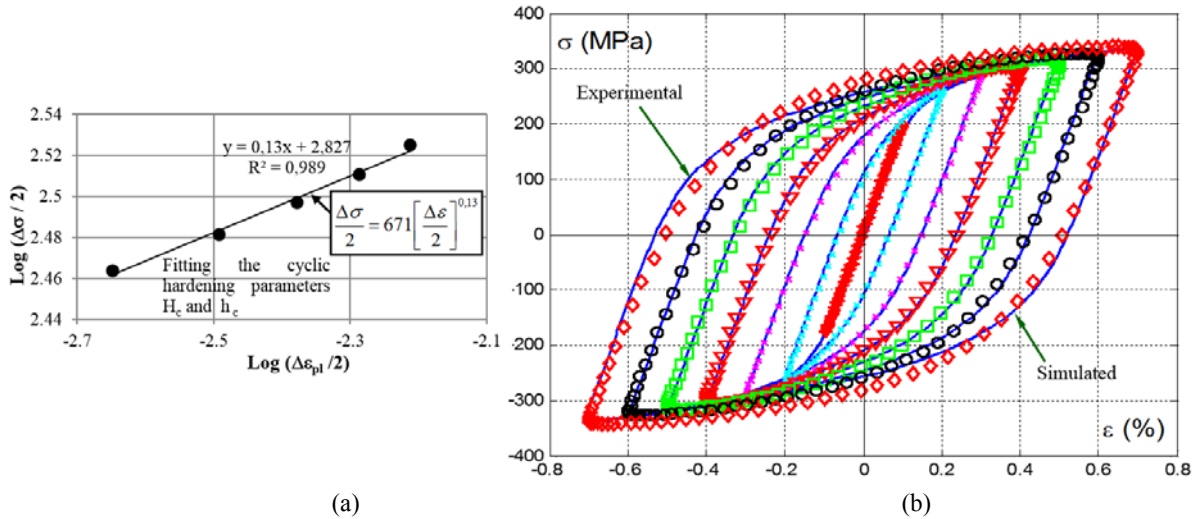 2.54
2.52
2.5
2.48
2.46
2.44
Log (Δσ / 2)
y = 0,13x + 2,827
R² = 0,989
Δσ/2 = 671[Δε/2]^0,13
Fitting the cyclic
hardening parameters
Hc and hc
-2.7
-2.5
-2.3
-2.1
Log (Δεpl /2)
(a)
σ (MPa)
400
300
200
100
0
-100
200
-300
-400
Experimental
Simulated
ε (%)
-0.8
-0.6
-0.4
-0.2
0
0.2
0.4
0.6
0.8
(b)